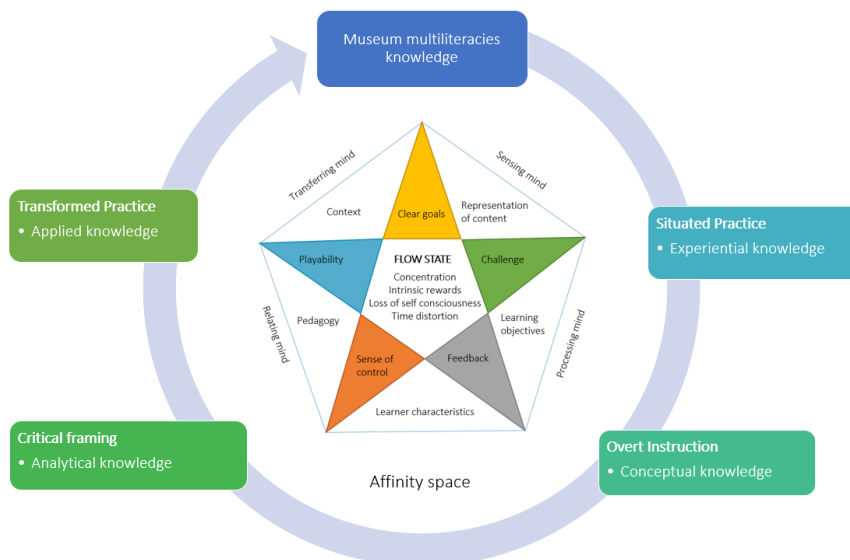 Museum multiliteracies
knowledge
Transferring mind
Sensing mind
Context
Clear goals
Representation
of content
Transformed Practice
• Applied knowledge
Situated Practice
• Experiential knowledge
Playability
FLOW STATE
Concentration
Intrinsic rewards
Loss of self consciousness
Time distortion
Challenge
Relating mind
Pedagogy
Learning
objectives
Processing mind
Sense of
control
Feedback
Learner characteristics
Critical framing
• Analytical knowledge
Overt Instruction
• Conceptual knowledge
Affinity space